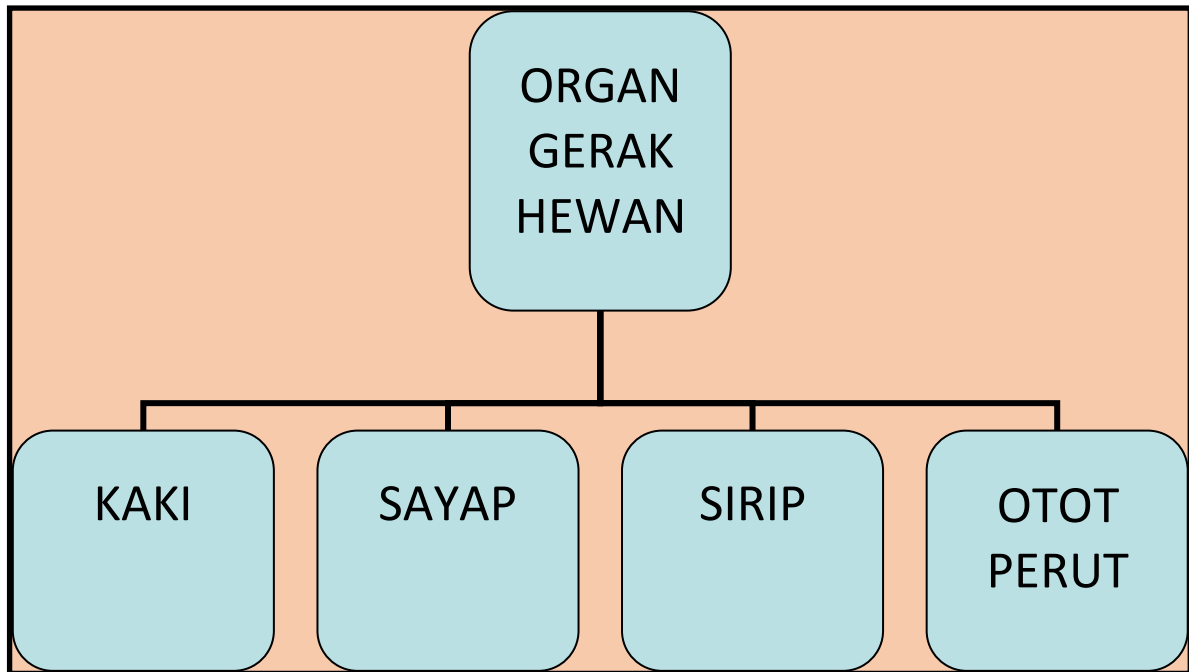 ORGAN
GERAK
HEWAN
KAKI
SAYAP
SIRIP
OTOT
PERUT